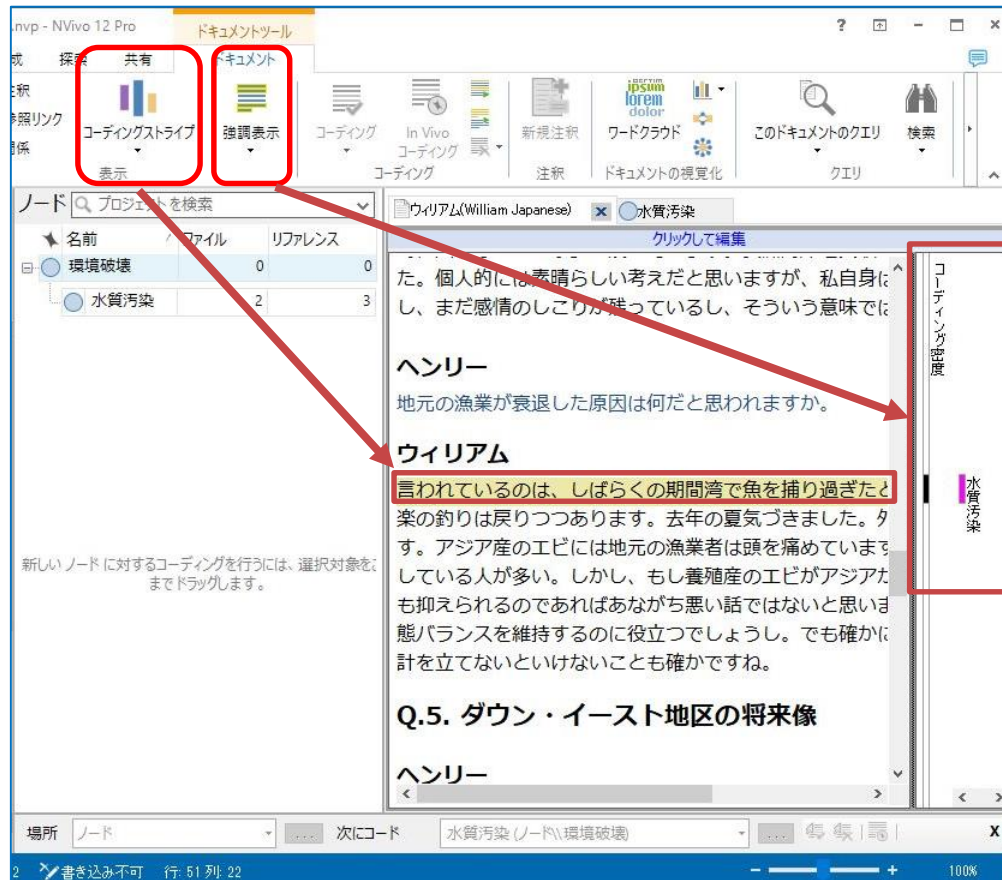 .nvp - NVivo 12 Pro
ドキュメントツール
成 探索 共有 ドキュメント
注釈
参照リンク
関係
コーディングストライプ
強調表示
表示
コーディング
In Vivo
コーディング
コーディング
新規注釈
注釈
ipsum
lorem
dolor
ワードクラウド
ドキュメントの視覚化
このドキュメントのクエリ
検索
クエリ
ノード プロジェクトを検索
名前 ファイル リファレンス
環境破壊 0 0
水質汚染 2 3
新しい ノード に対するコーディングを行うには、選択対象をこ
までドラッグします。
ウィリアム(William Japanese) 水質汚染
クリックして編集
た。個人的には素晴らしい考えだと思いますが、私自身は
し、まだ感情のしこりが残っているし、そういう意味では
ヘンリー
地元の漁業が衰退した原因は何だと思われますか。
ウィリアム
言われているのは、しばらくの期間湾で魚を捕り過ぎたと
楽の釣りは戻りつつあります。去年の夏気づきました。タ
す。アジア産のエビには地元の漁業者は頭を痛めています
している人が多い。しかし、もし養殖産のエビがアジアか
も抑えられるのであればあながち悪い話ではないと思いま
態バランスを維持するのに役立つでしょうし。でも確かに
計を立てないといけないことも確かですね。
Q.5. ダウン・イースト地区の将来像
ヘンリー
コーディング密度
水質汚染
場所 ノード ... 次にコード 水質汚染 (ノード\\環境破壊) ... X
2 書き込み不可 行: 51 列: 22 100%